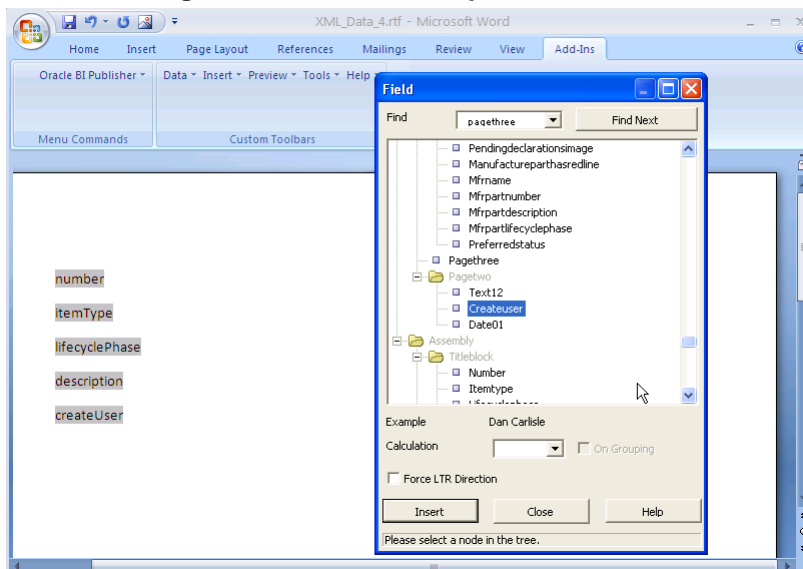 XML_Data_4.rtf - Microsoft Word
Home Insert Page Layout References Mailings Review View Add-Ins
Oracle BI Publisher Data Insert Preview Tools Help
Menu Commands Custom Toolbars
number
itemType
lifecyclePhase
description
createUser
Field
Find pagethree Find Next
Pendingdeclarationsimage
Manufactureparthasredline
Mfrname
Mfrpartnumber
Mfrpartdescription
Mfrpartlifecyclephase
Preferredstatus
Pagethree
Pagetwo
Text12
Createuser
Date01
Assembly
Titleblock
Number
Itemtype
Example Dan Carlisle
Calculation On Grouping
Force LTR Direction
Insert Close Help
Please select a node in the tree.